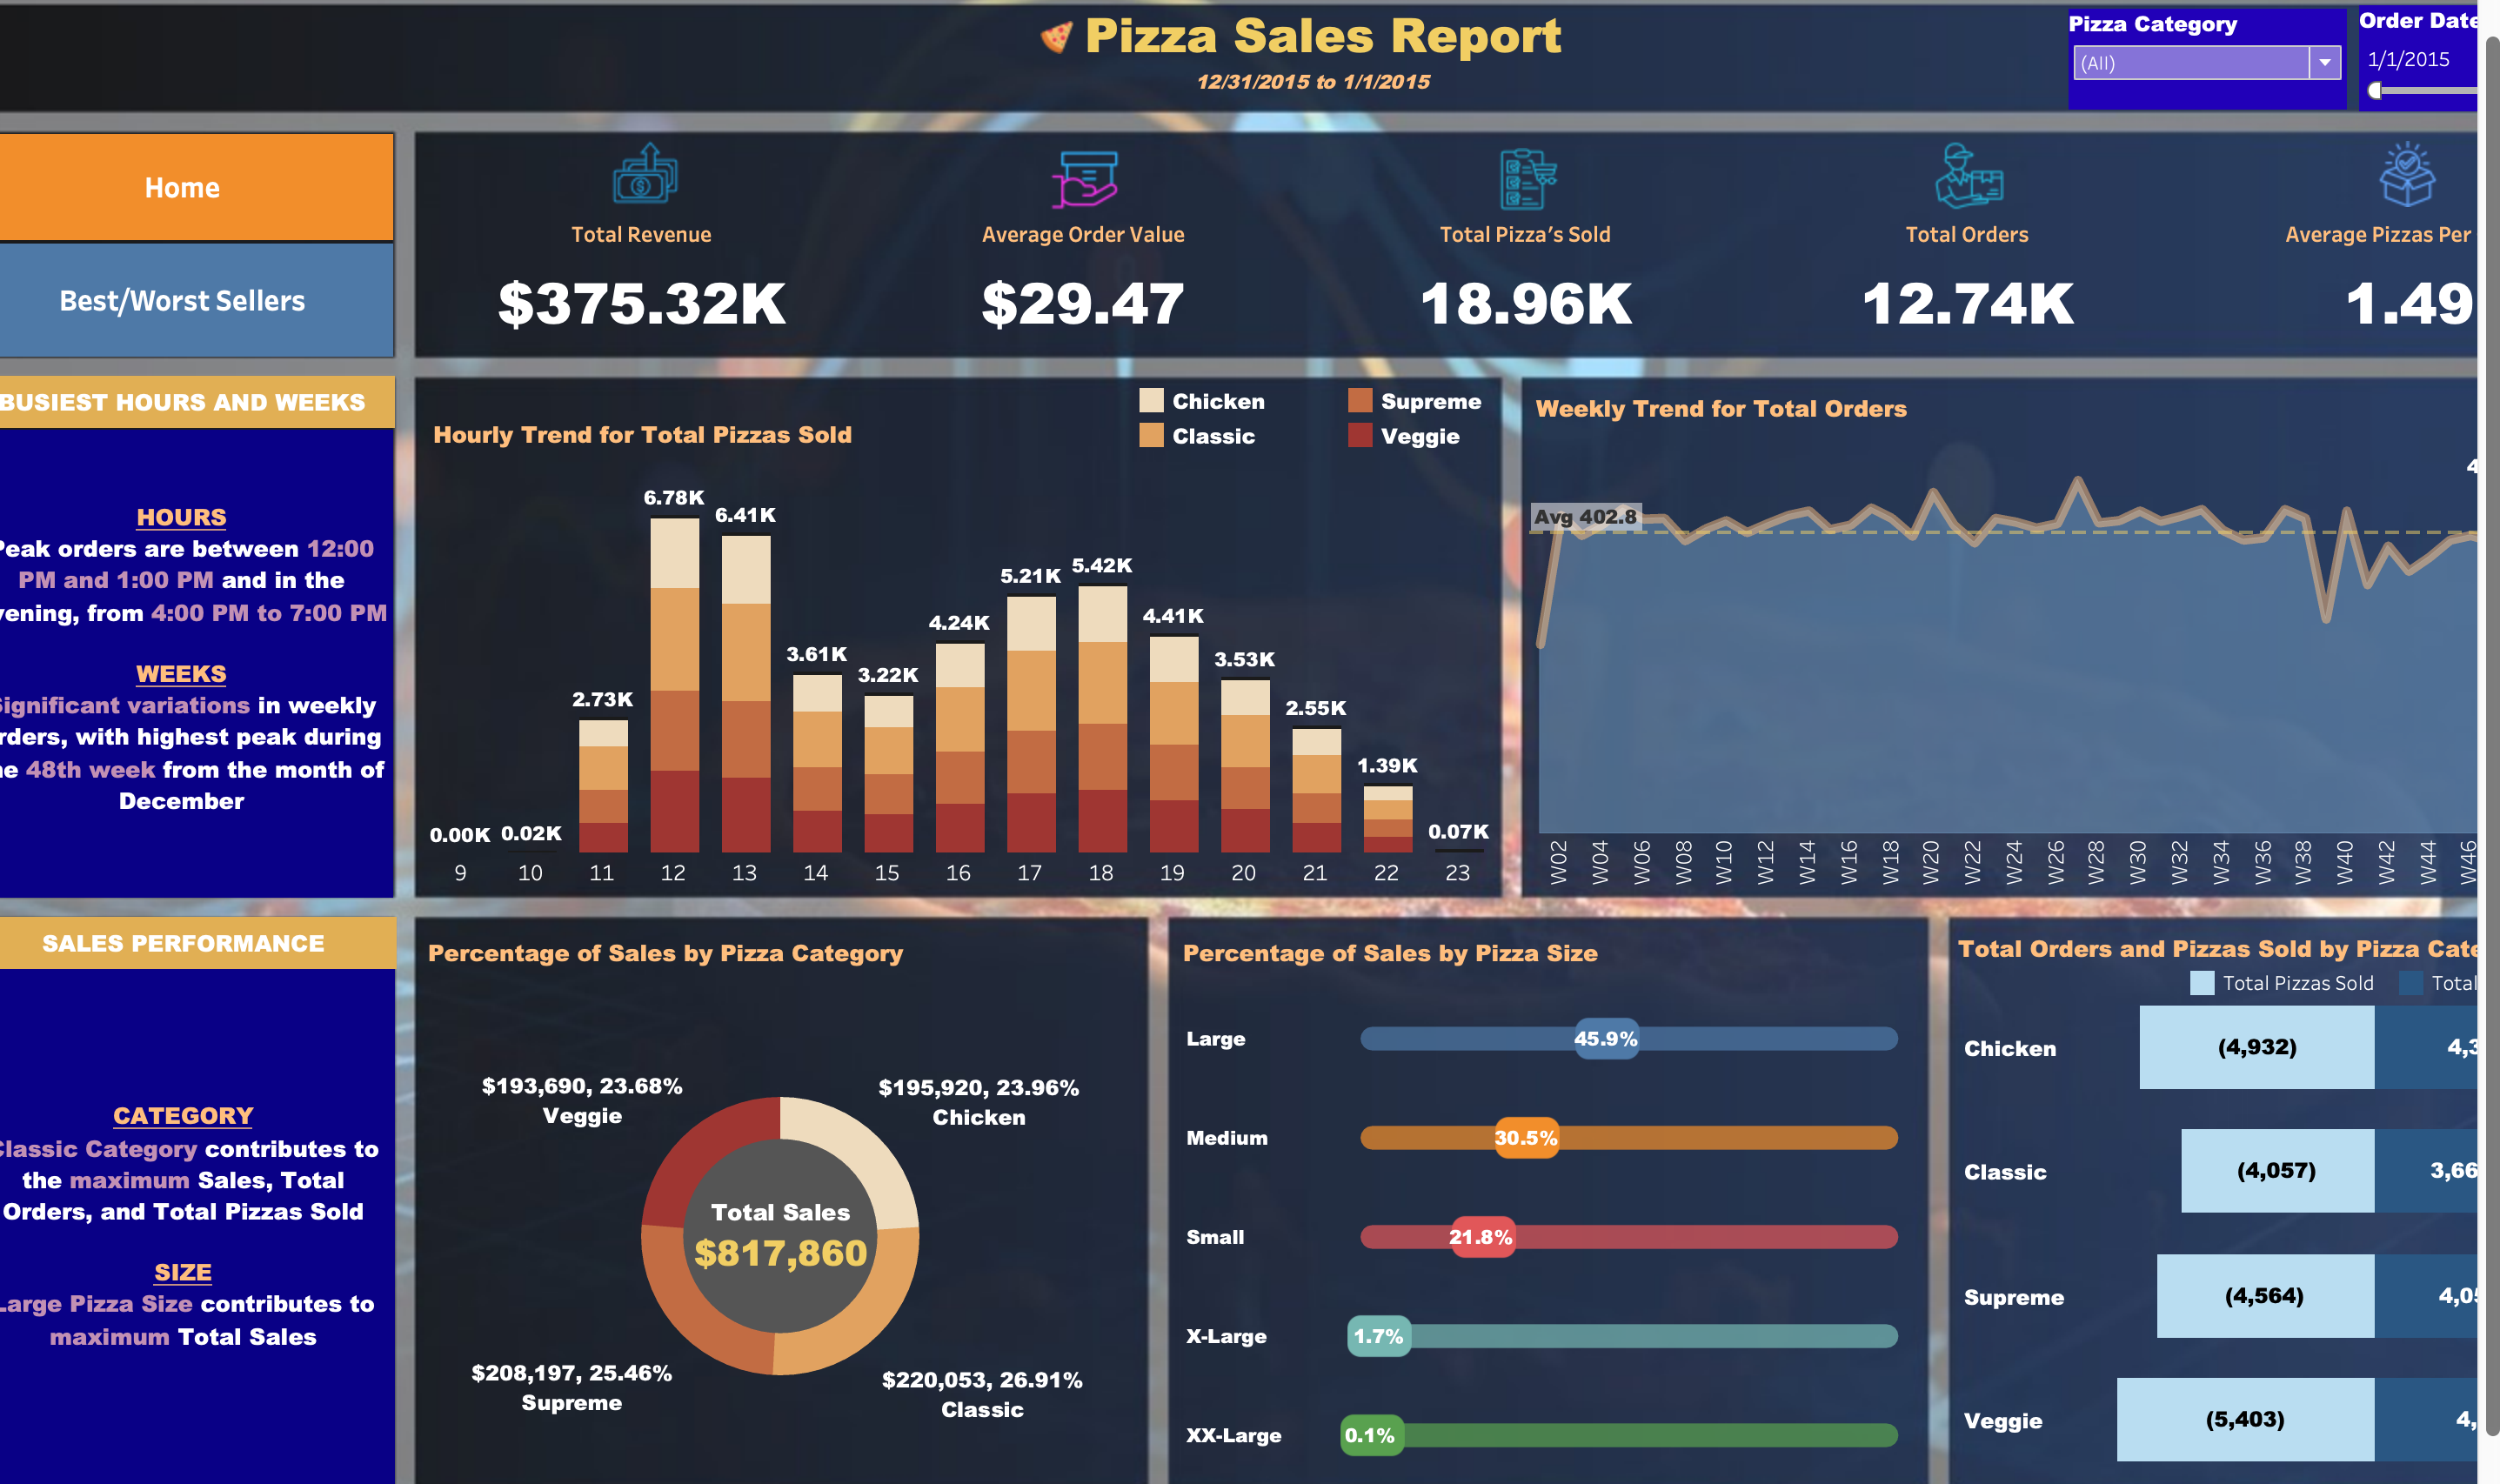 Pizza Sales Report
12/31/2015 to 1/1/2015
Pizza Category
(All)
Order Date
1/1/2015
Home
Best/Worst Sellers
Total Revenue
$375.32K
Average Order Value
$29.47
Total Pizza's Sold
18.96K
Total Orders
12.74K
Average Pizzas Per
1.49
BUSIEST HOURS AND WEEKS
HOURS
Peak orders are between 12:00
PM and 1:00 PM and in the
vening, from 4:00 PM to 7:00 PM
WEEKS
Significant variations in weekly
rders, with highest peak during
he 48th week from the month of
December
Hourly Trend for Total Pizzas Sold
Chicken
Supreme
Classic
Veggie
0.00K
0.02K
2.73K
6.78K
6.41K
3.61K
3.22K
4.24K
5.21K
5.42K
4.41K
3.53K
2.55K
1.39K
0.07K
9 10 11 12 13 14 15 16 17 18 19 20 21 22 23
Weekly Trend for Total Orders
4
Avg 402.8
W02 W04 W06 W08 W10 W12 W14 W16 W18 W20 W22 W24 W26 W28 W30 W32 W34 W36 W38 W40 W42 W44 W46
SALES PERFORMANCE
CATEGORY
Classic Category contributes to
the maximum Sales, Total
Orders, and Total Pizzas Sold
SIZE
Large Pizza Size contributes to
maximum Total Sales
Percentage of Sales by Pizza Category
$193,690, 23.68%
Veggie
$195,920, 23.96%
Chicken
Total Sales
$817,860
$208,197, 25.46%
Supreme
$220,053, 26.91%
Classic
Percentage of Sales by Pizza Size
Large 45.9%
Medium 30.5%
Small 21.8%
X-Large 1.7%
XX-Large 0.1%
Total Orders and Pizzas Sold by Pizza Cate
Total Pizzas Sold
Total
Chicken (4,932) 4,3
Classic (4,057) 3,66
Supreme (4,564) 4,05
Veggie (5,403) 4,